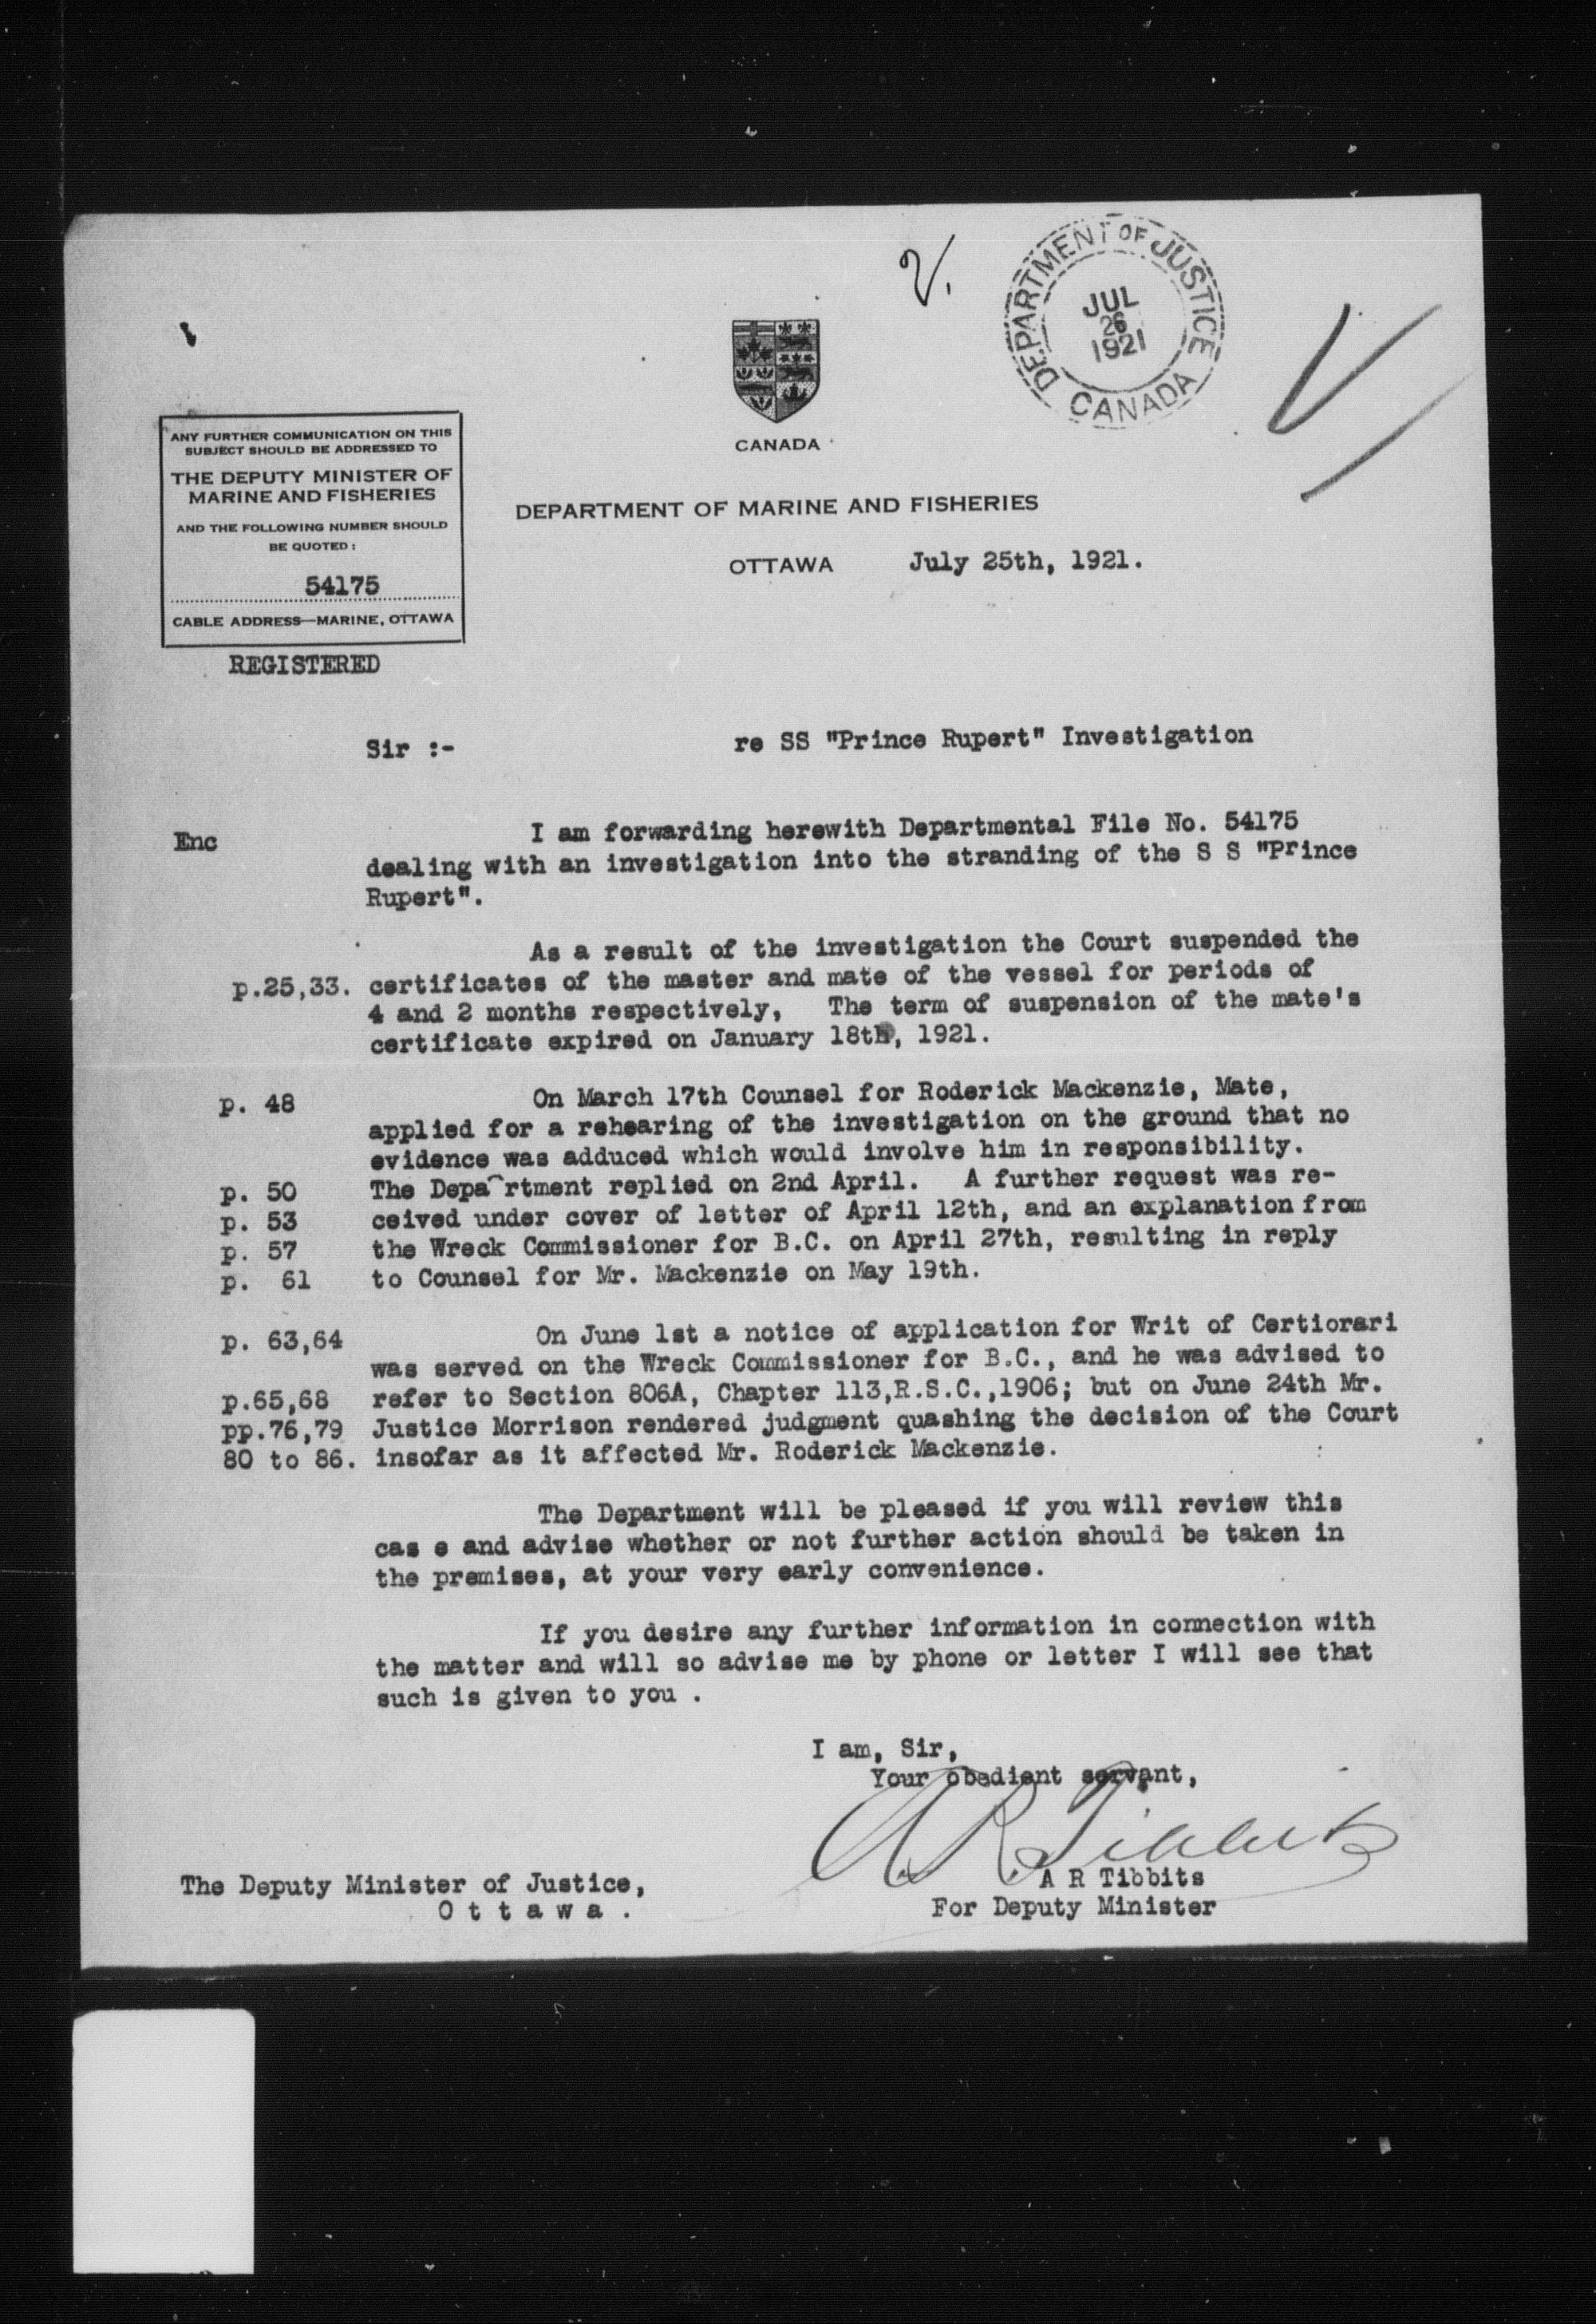 V.
DEPARTMENT OF JUSTICE
CANADA
JUL
26
1921
CANADA
ANY FURTHER COMMUNICATION ON THIS
SUBJECT SHOULD BE ADDRESSED TO
THE DEPUTY MINISTER OF
MARINE AND FISHERIES
AND THE FOLLOWING NUMBER SHOULD
BE QUOTED:
54175
CABLE ADDRESS—MARINE, OTTAWA
REGISTERED
DEPARTMENT OF MARINE AND FISHERIES
OTTAWA July 25th, 1921.
Sir :- re SS "Prince Rupert" Investigation
Enc I am forwarding herewith Departmental File No. 54175
dealing with an investigation into the stranding of the S S "Prince
Rupert".
As a result of the investigation the Court suspended the
p.25,33. certificates of the master and mate of the vessel for periods of
4 and 2 months respectively, The term of suspension of the mate's
certificate expired on January 18th, 1921.
p. 48 On March 17th Counsel for Roderick Mackenzie, Mate,
applied for a rehearing of the investigation on the ground that no
evidence was adduced which would involve him in responsibility.
p. 50 The Depa^rtment replied on 2nd April. A further request was re-
p. 53 ceived under cover of letter of April 12th, and an explanation from
p. 57 the Wreck Commissioner for B.C. on April 27th, resulting in reply
p. 61 to Counsel for Mr. Mackenzie on May 19th.
p. 63,64 On June 1st a notice of application for Writ of Certiorari
was served on the Wreck Commissioner for B.C., and he was advised to
p.65,68 refer to Section 806A, Chapter 113,R.S.C.,1906; but on June 24th Mr.
pp.76,79 Justice Morrison rendered judgment quashing the decision of the Court
80 to 86. insofar as it affected Mr. Roderick Mackenzie.
The Department will be pleased if you will review this
cas e and advise whether or not further action should be taken in
the premises, at your very early convenience.
If you desire any further information in connection with
the matter and will so advise me by phone or letter I will see that
such is given to you .
I am, Sir,
Your obedient servant,
A R Tibbits
A R Tibbits
For Deputy Minister
The Deputy Minister of Justice,
O t t a w a .